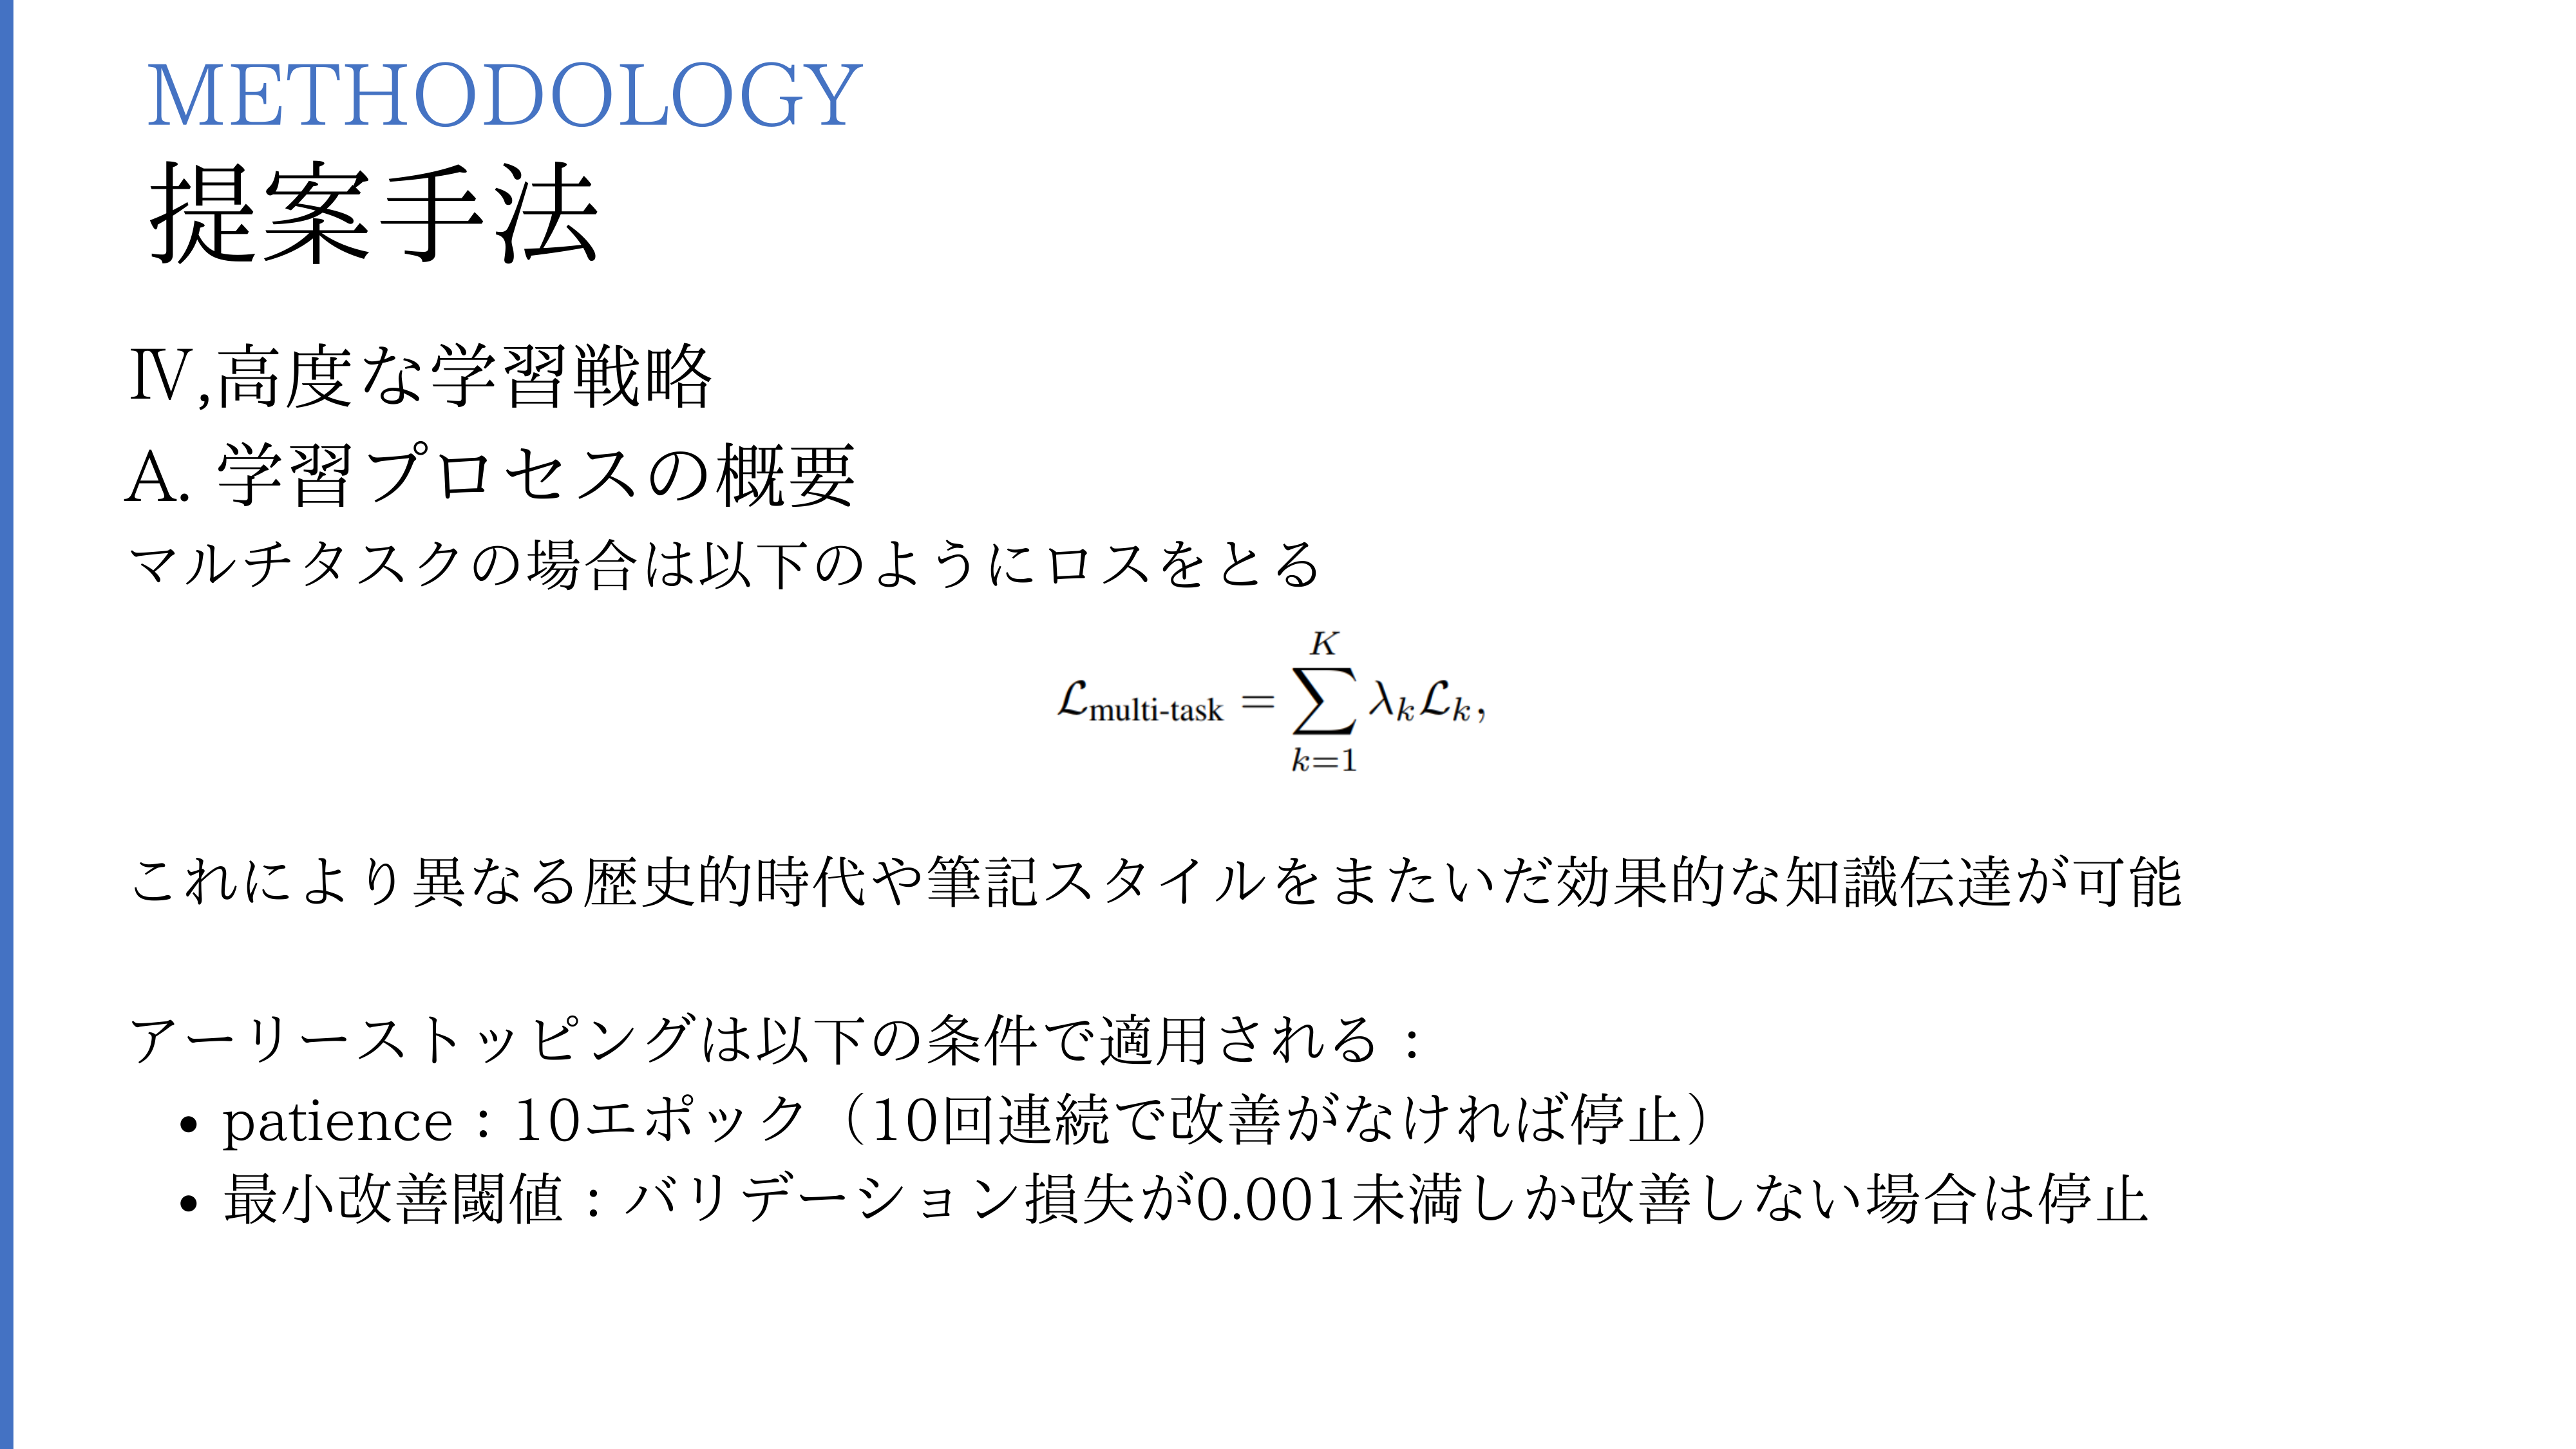 METHODOLOGY
提案手法
Ⅳ,高度な学習戦略
A. 学習プロセスの概要
マルチタスクの場合は以下のようにロスをとる
$\mathcal{L}_{\text{multi-task}} = \sum_{k=1}^{K} \lambda_k \mathcal{L}_k,$
これにより異なる歴史的時代や筆記スタイルをまたいだ効果的な知識伝達が可能
アーリーストッピングは以下の条件で適用される：
• patience：10エポック（10回連続で改善がなければ停止）
• 最小改善閾値：バリデーション損失が0.001未満しか改善しない場合は停止